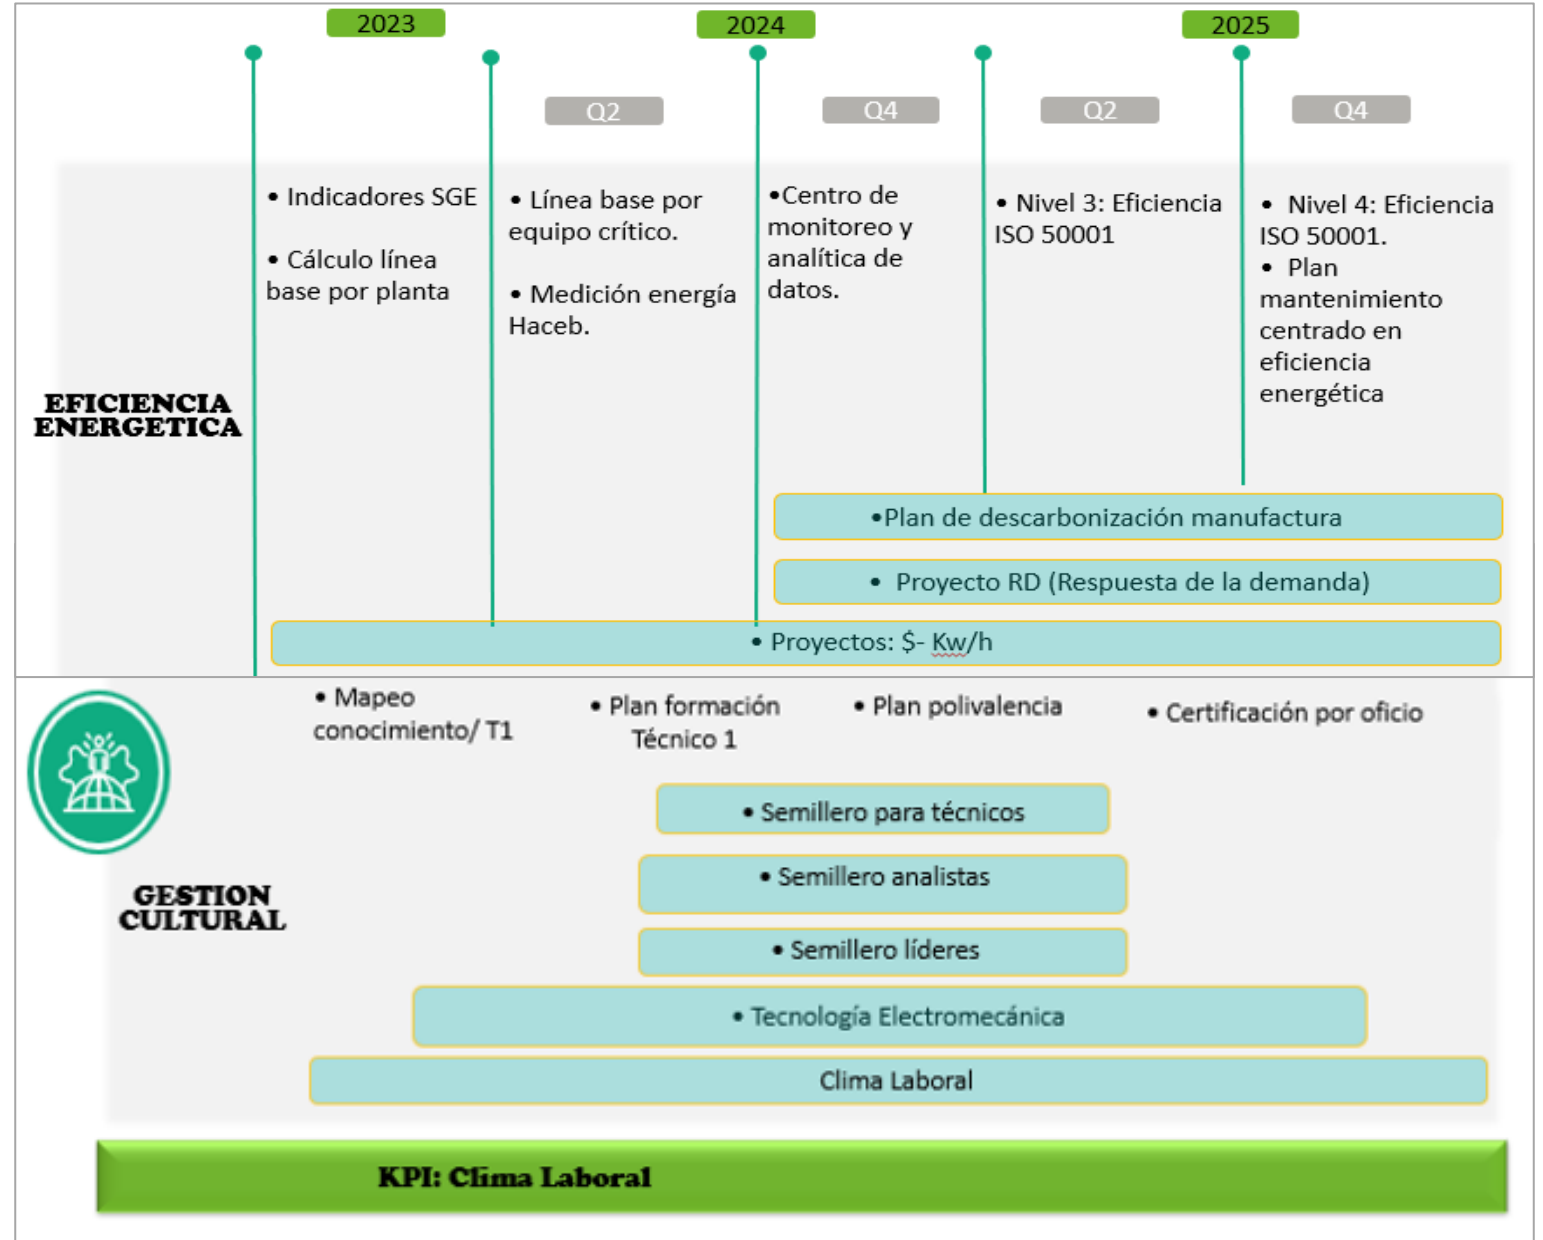 2023
2024
2025
Q2
Q4
Q2
Q4
• Indicadores SGE
• Cálculo línea
base por planta
• Línea base por
equipo crítico.
• Medición energía
Haceb.
•Centro de
monitoreo y
analítica de
datos.
• Nivel 3: Eficiencia
ISO 50001
• Nivel 4: Eficiencia
ISO 50001.
• Plan
mantenimiento
centrado en
eficiencia
energética
EFICIENCIA
ENERGETICA
•Plan de descarbonización manufactura
• Proyecto RD (Respuesta de la demanda)
• Proyectos: $- Kw/h
• Mapeo
conocimiento/ T1
• Plan formación
Técnico 1
• Plan polivalencia
• Certificación por oficio
• Semillero para técnicos
• Semillero analistas
GESTION
CULTURAL
• Semillero líderes
• Tecnología Electromecánica
Clima Laboral
KPI: Clima Laboral